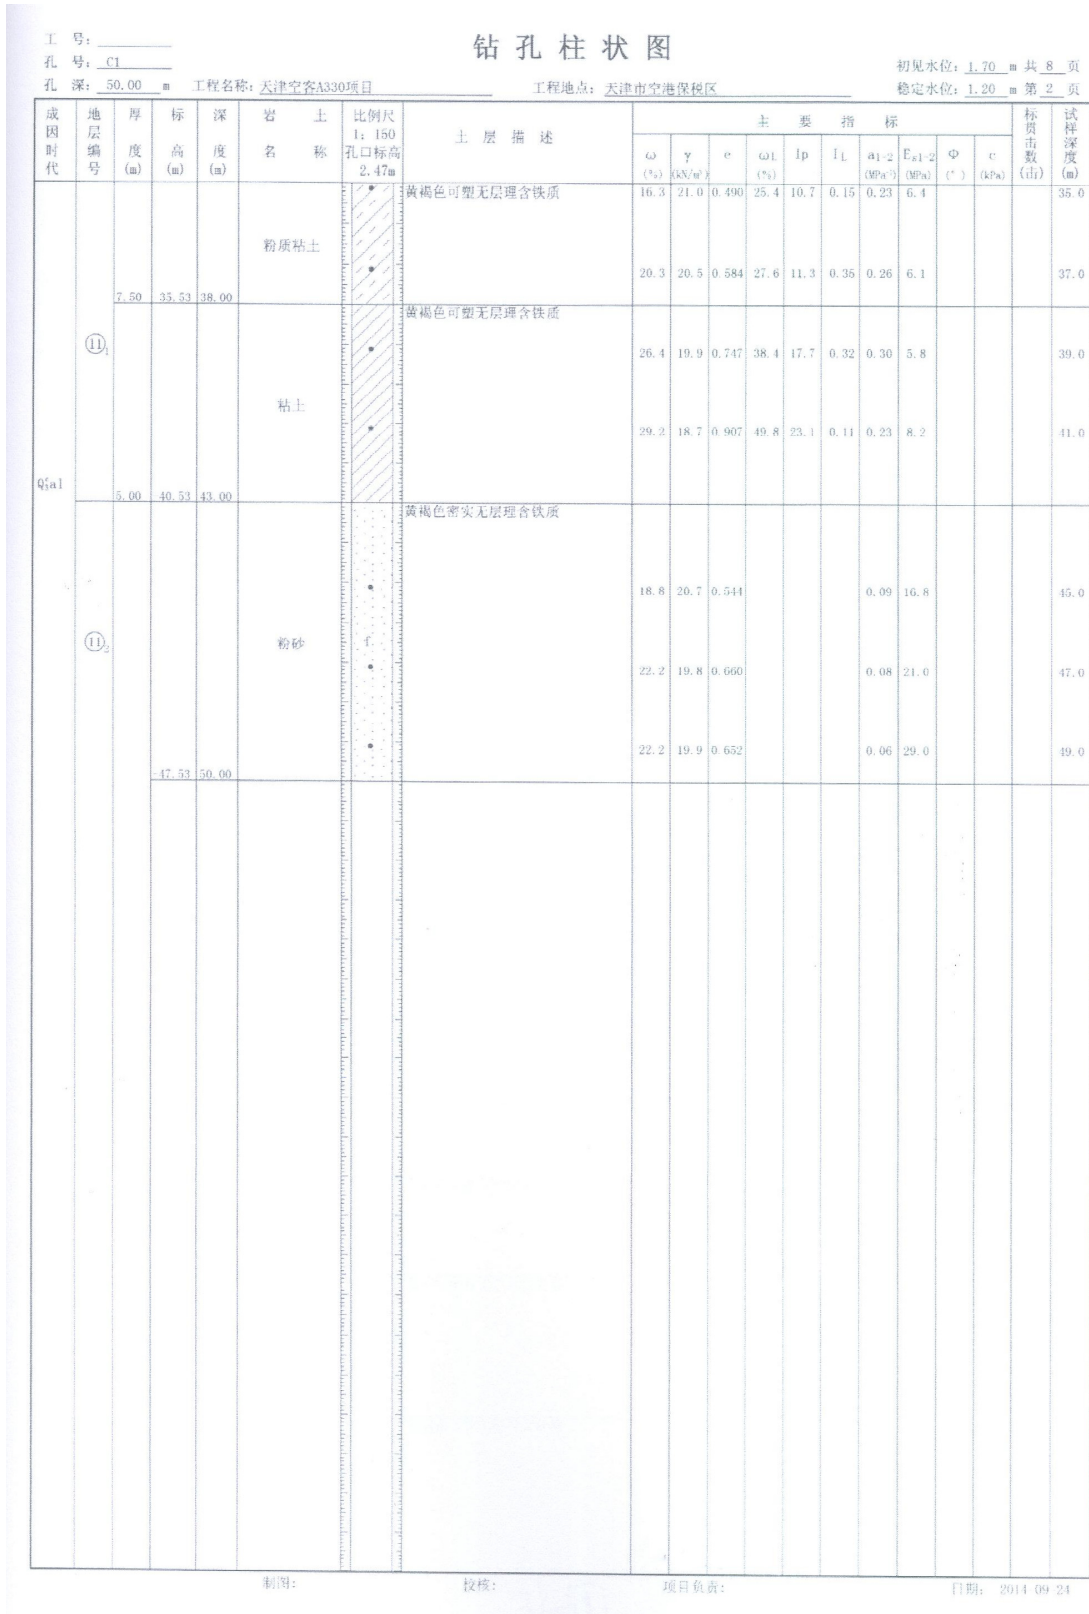 钻孔柱状图
工 号:
孔 号: C1
初见水位: 1.70 m 共 8 页
孔 深: 50.00 m 工程名称: 天津空客A330项目 工程地点: 天津市空港保税区 稳定水位: 1.20 m 第 2 页
成因时代
地层编号
厚度(m)
标高(m)
深度(m)
岩土名称
比例尺
1: 150
孔口标高
2.47m
土层描述
主要指标
ω (%) γ (kN/m³) e ωL (%) Ip IL a1-2 (MPa⁻¹) Es1-2 (MPa) Φ (°) c (kPa)
标贯击数(击)
试样深度(m)
黄褐色可塑无层理含铁质 16.3 21.0 0.490 25.4 10.7 0.15 0.23 6.4 35.0
粉质粘土
20.3 20.5 0.584 27.6 11.3 0.35 0.26 6.1 37.0
7.50 35.53 38.00
黄褐色可塑无层理含铁质
⑪1 26.4 19.9 0.747 38.4 17.7 0.32 0.30 5.8 39.0
粘土
29.2 18.7 0.907 49.8 23.1 0.11 0.23 8.2 41.0
5.00 40.53 43.00
黄褐色密实无层理含铁质
18.8 20.7 0.544 0.09 16.8 45.0
⑪2 粉砂 f
22.2 19.8 0.660 0.08 21.0 47.0
22.2 19.9 0.652 0.06 29.0 49.0
-47.53 50.00
制图: 校核: 项目负责: 日期: 2014-09-24